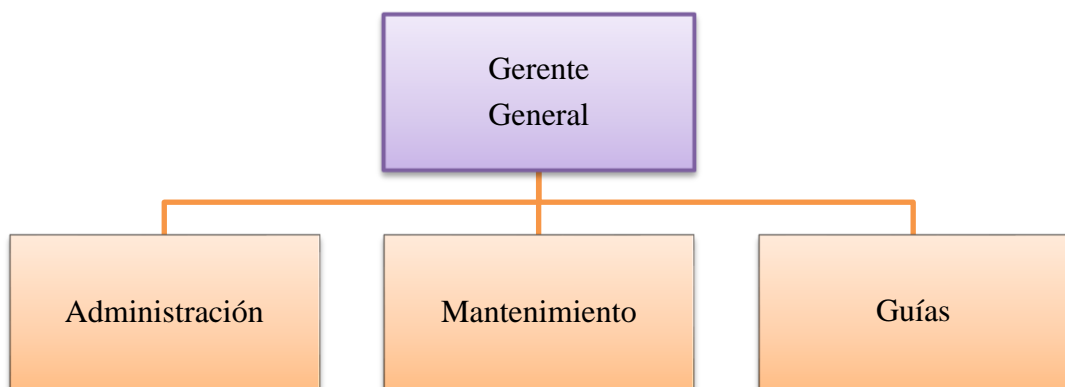 Gerente
General
Administración
Mantenimiento
Guías